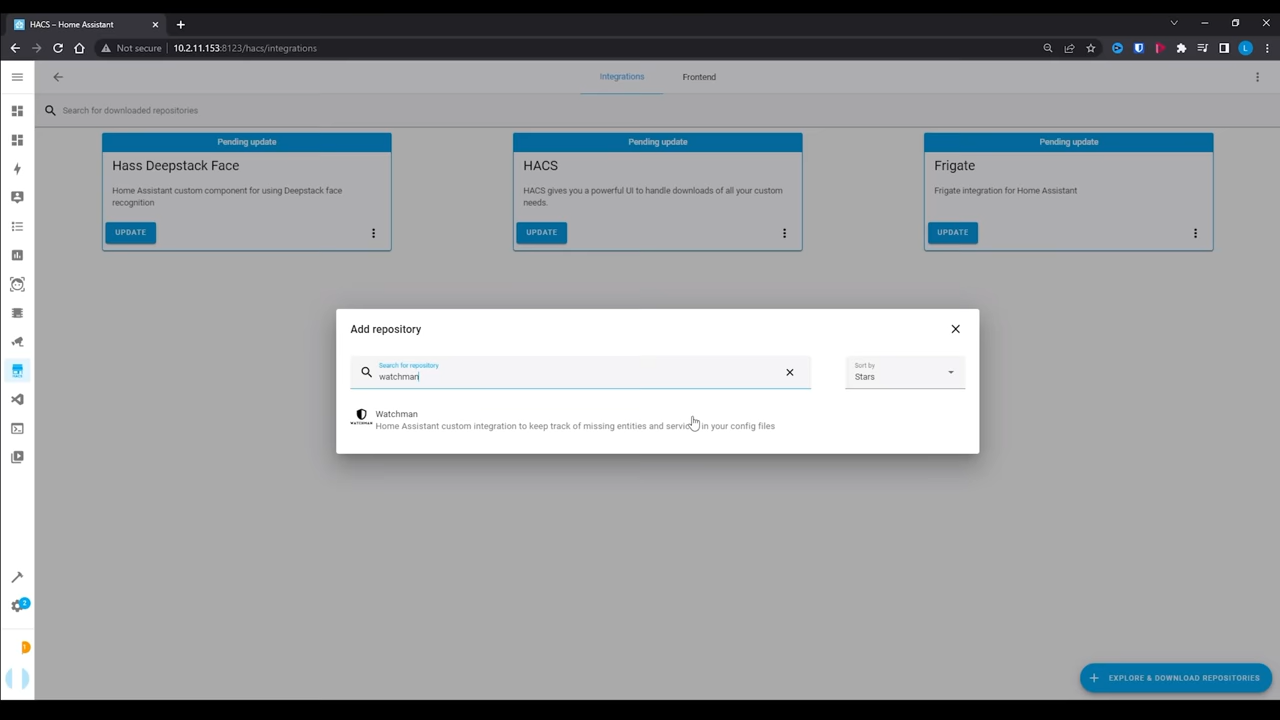 HACS – Home Assistant
Not secure
10.2.11.153:8123/hacs/integrations
L
Integrations
Frontend
Search for downloaded repositories
Pending update
Hass Deepstack Face
Home Assistant custom component for using Deepstack face
recognition
UPDATE
Pending update
HACS
HACS gives you a powerful UI to handle downloads of all your custom
needs.
UPDATE
Pending update
Frigate
Frigate integration for Home Assistant
UPDATE
Add repository
Search for repository
watchman
Sort by
Stars
WATCHMAN
Watchman
Home Assistant custom integration to keep track of missing entities and services in your config files
HACS
2
1
EXPLORE & DOWNLOAD REPOSITORIES